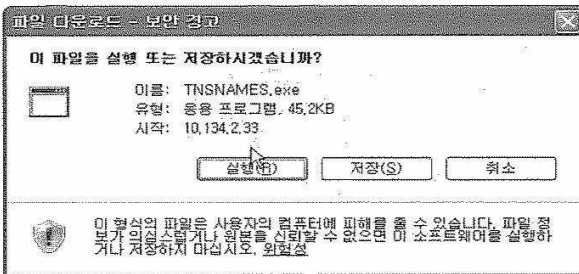 파일 다운로드 - 보안 경고
이 파일을 실행 또는 저장하시겠습니까?
이름: TNSNAMES.exe
유형: 응용 프로그램, 45.2KB
시작: 10.134.2.33
실행(R) 저장(S) 취소
이 형식의 파일은 사용자의 컴퓨터에 피해를 줄 수 있습니다. 파일 정
보가 의심스럽거나 원본을 신뢰할 수 없으면 이 소프트웨어를 실행하
거나 저장하지 마십시오. 위험성